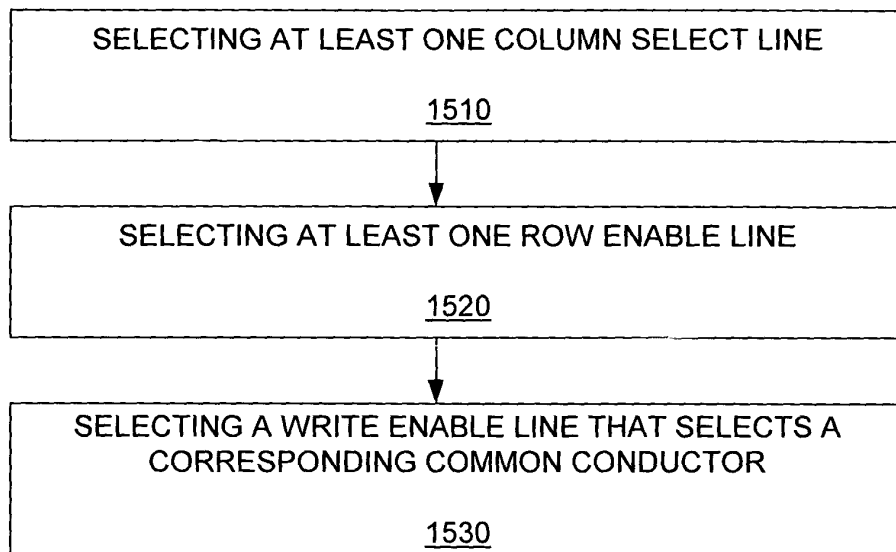 SELECTING AT LEAST ONE COLUMN SELECT LINE
1510
SELECTING AT LEAST ONE ROW ENABLE LINE
1520
SELECTING A WRITE ENABLE LINE THAT SELECTS A
CORRESPONDING COMMON CONDUCTOR
1530